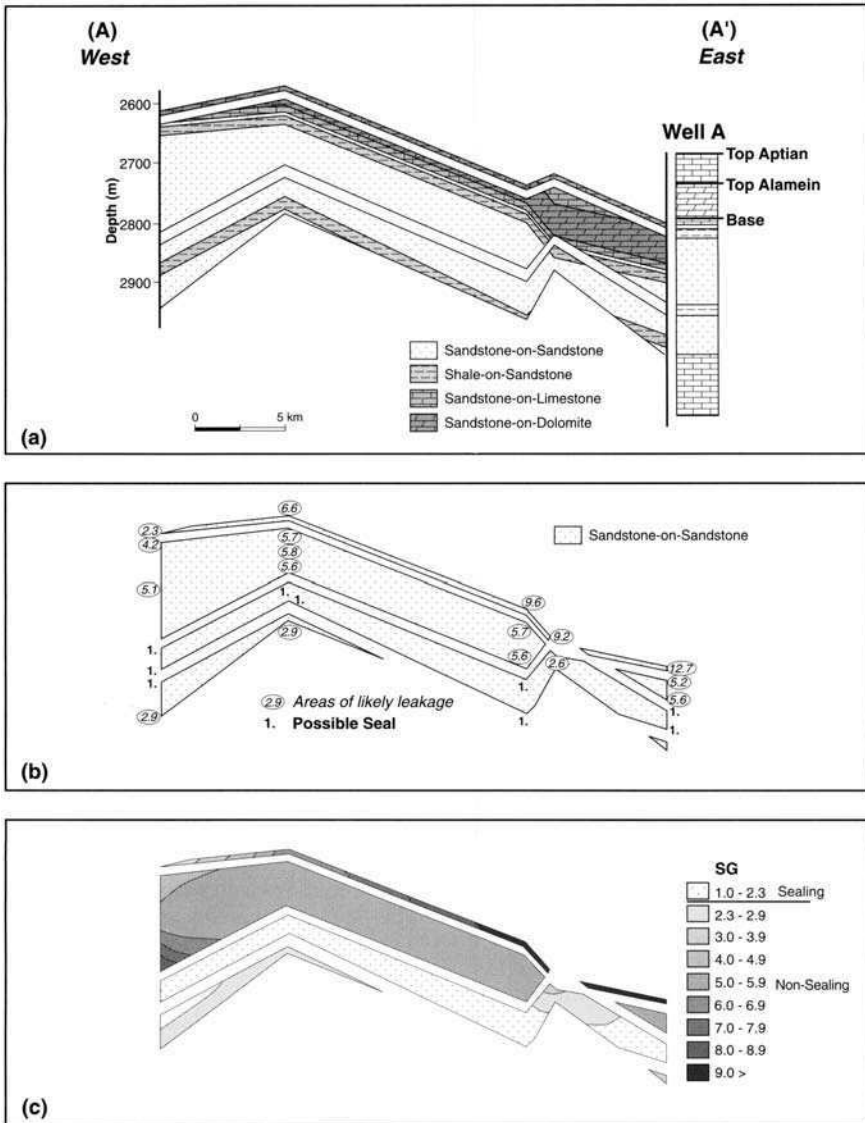 (A)
West
(A')
East
Well A
Top Aptian
Top Alamein
Base
Depth (m)
2600
2700
2800
2900
Sandstone-on-Sandstone
Shale-on-Sandstone
Sandstone-on-Limestone
Sandstone-on-Dolomite
0 5 km
(a)
6.6
2.3
4.2
5.7
5.8
5.6
5.1
1.
1.
1.
1.
1.
2.9
2.9
9.6
5.7
9.2
5.6
2.6
1.
1.
12.7
5.2
5.6
1.
1.
Sandstone-on-Sandstone
2.9 Areas of likely leakage
1. Possible Seal
(b)
SG
1.0 - 2.3 Sealing
2.3 - 2.9
3.0 - 3.9
4.0 - 4.9
5.0 - 5.9 Non-Sealing
6.0 - 6.9
7.0 - 7.9
8.0 - 8.9
9.0 >
(c)